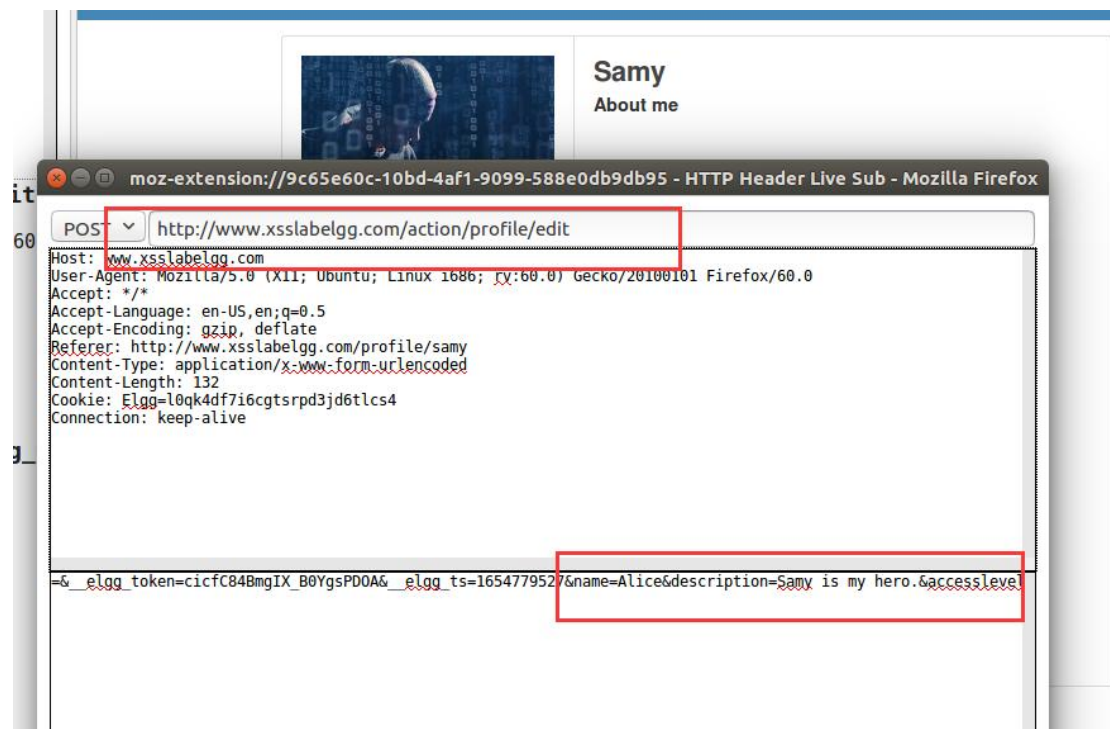 Samy
About me
it
moz-extension://9c65e60c-10bd-4af1-9099-588e0db9db95 - HTTP Header Live Sub - Mozilla Firefox
60
POST http://www.xsslabelgg.com/action/profile/edit
Host: www.xsslabelgg.com
User-Agent: Mozilla/5.0 (X11; Ubuntu; Linux i686; rv:60.0) Gecko/20100101 Firefox/60.0
Accept: */*
Accept-Language: en-US,en;q=0.5
Accept-Encoding: gzip, deflate
Referer: http://www.xsslabelgg.com/profile/samy
Content-Type: application/x-www-form-urlencoded
Content-Length: 132
Cookie: Elgg=l0qk4df7i6cgtsrpd3jd6tlcs4
Connection: keep-alive
g_
=&__elgg_token=cicfC84BmgIX_B0YgsPDOA&__elgg_ts=1654779527&name=Alice&description=Samy is my hero.&accesslevel